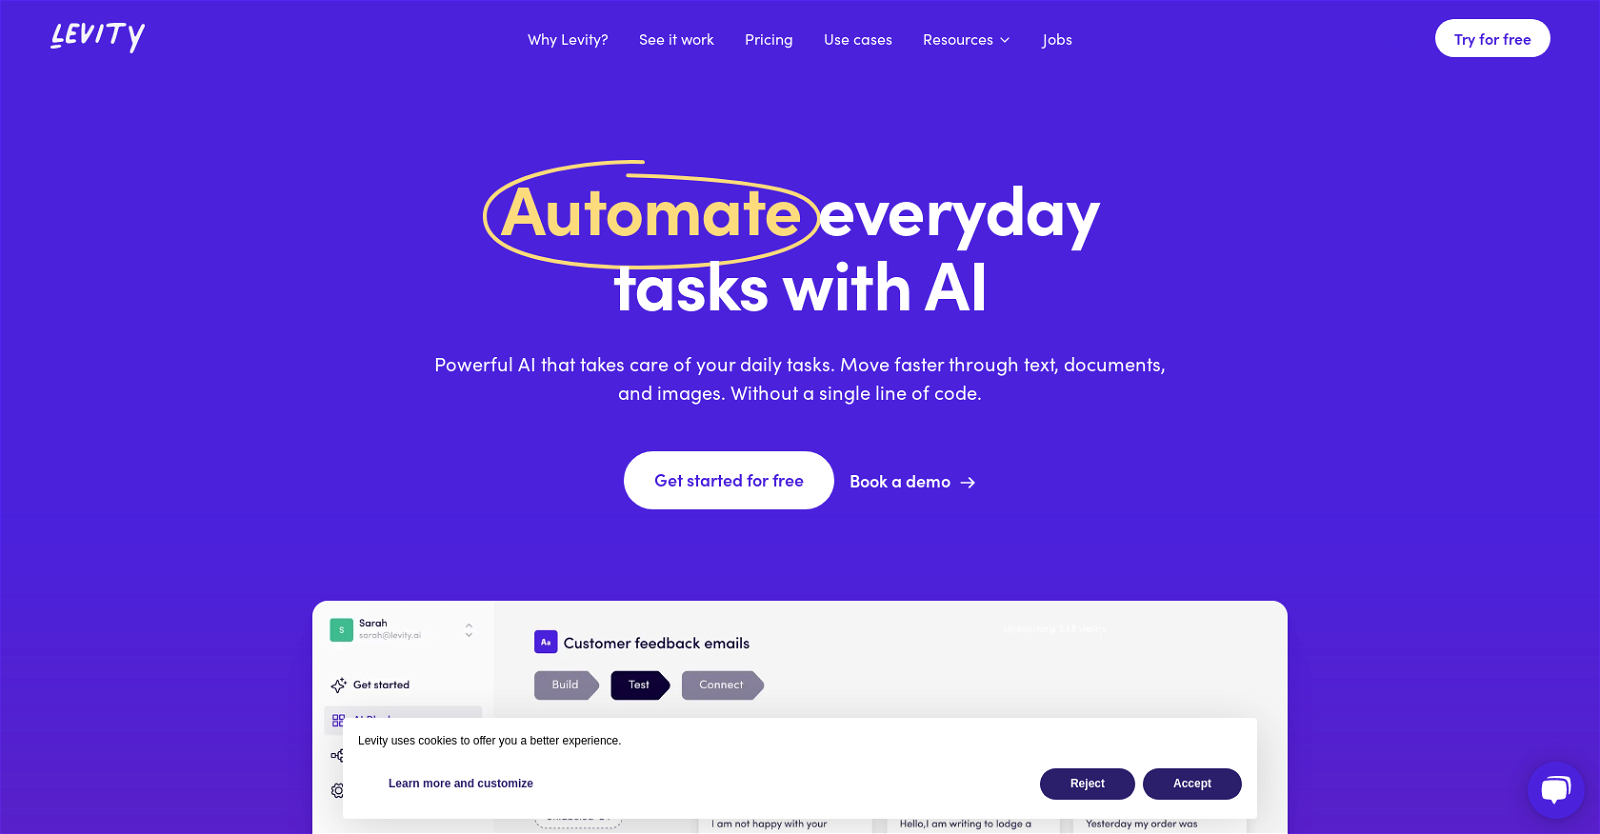 LEVITY
Why Levity?
See it work
Pricing
Use cases
Resources
Jobs
Try for free
Automate everyday
tasks with AI
Powerful AI that takes care of your daily tasks. Move faster through text, documents,
and images. Without a single line of code.
Get started for free
Book a demo →
S
Sarah
sarah@levity.ai
Get started
Aa
Customer feedback emails
Build
Test
Connect
Levity uses cookies to offer you a better experience.
Learn more and customize
Reject
Accept
I am not happy with your
Hello,I am writing to lodge a
Yesterday my order was